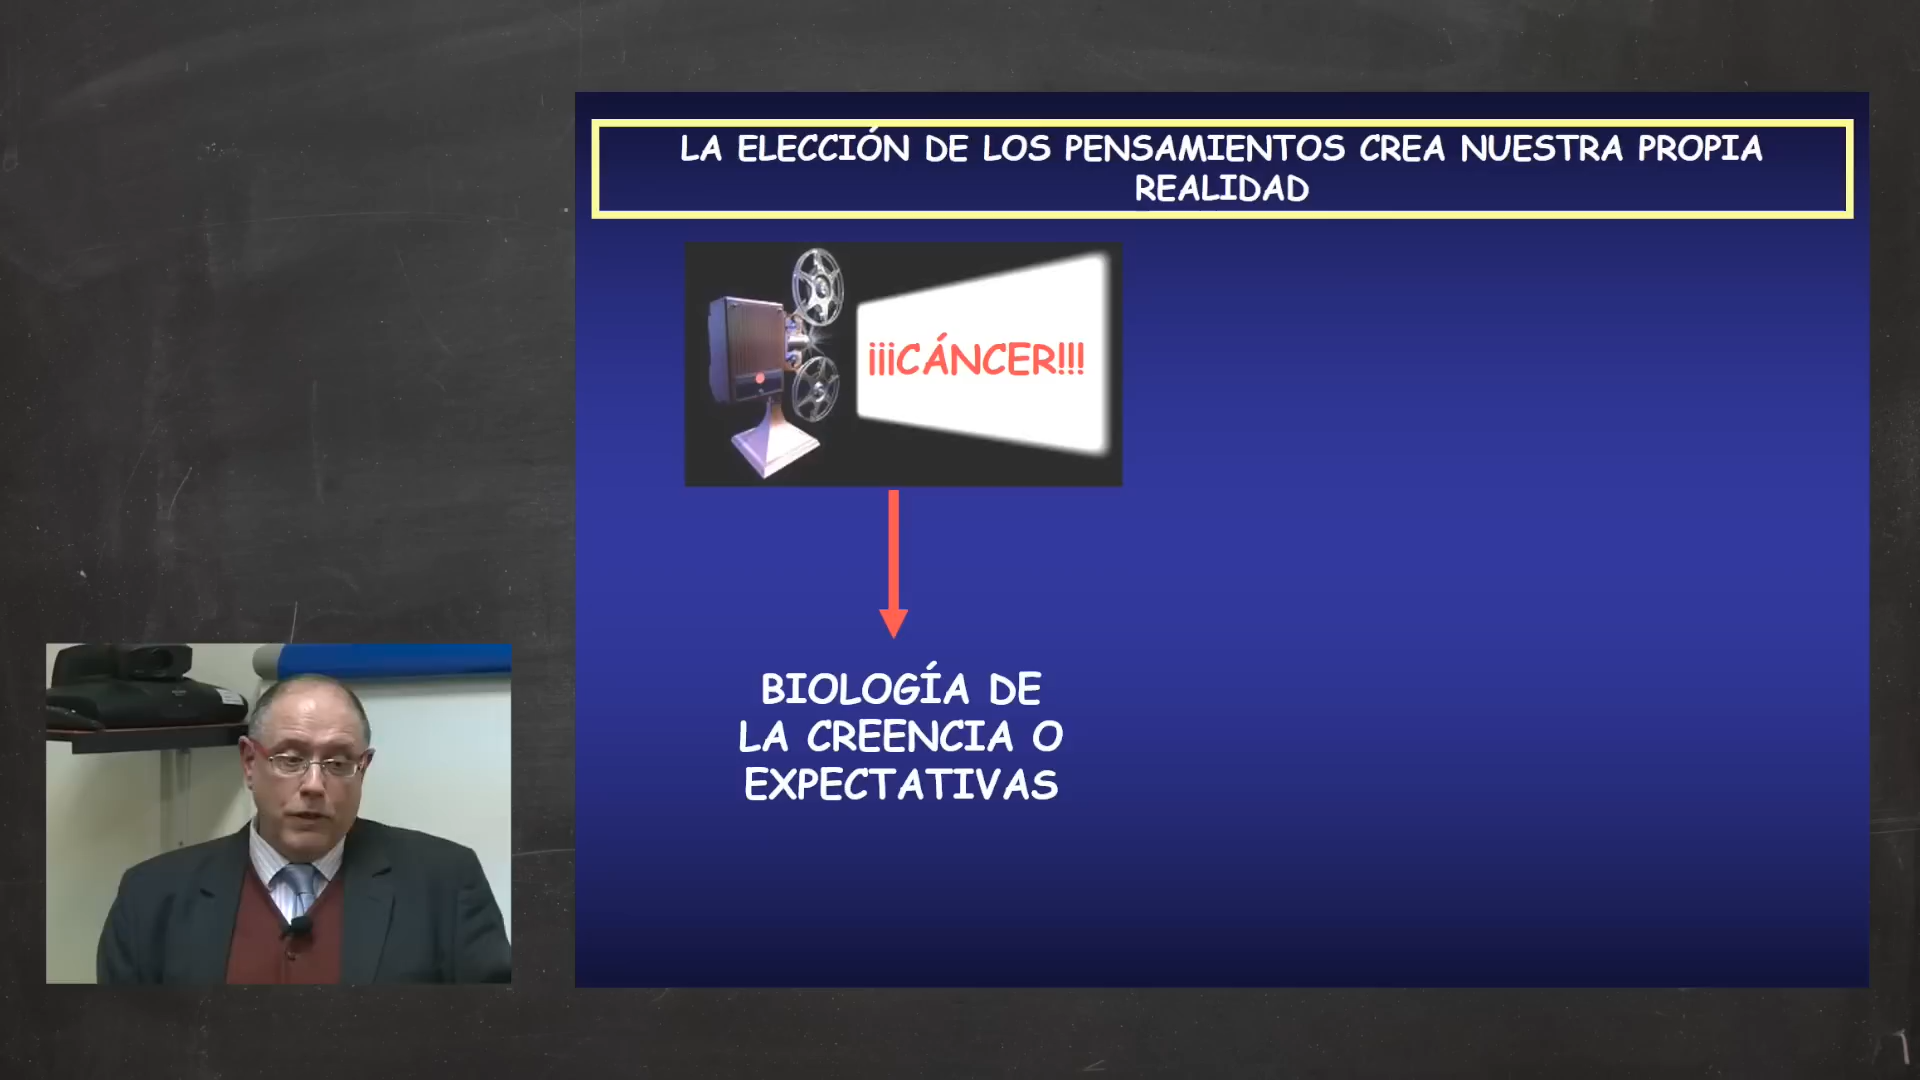 LA ELECCIÓN DE LOS PENSAMIENTOS CREA NUESTRA PROPIA
REALIDAD
¡¡¡CÁNCER!!!
BIOLOGÍA DE
LA CREENCIA O
EXPECTATIVAS